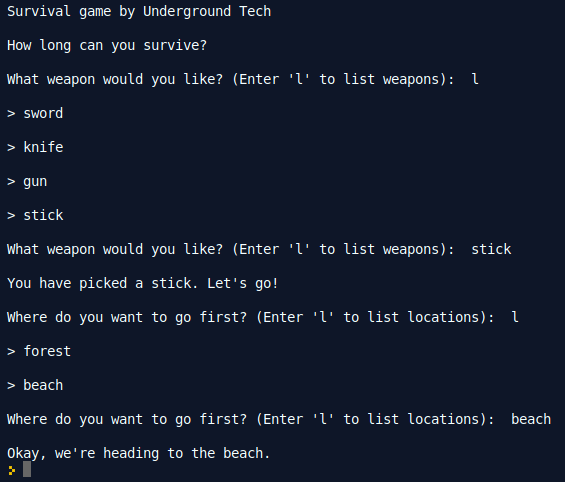 Survival game by Underground Tech
How long can you survive?
What weapon would you like? (Enter 'l' to list weapons):  l
> sword
> knife
> gun
> stick
What weapon would you like? (Enter 'l' to list weapons):  stick
You have picked a stick. Let's go!
Where do you want to go first? (Enter 'l' to list locations):  l
> forest
> beach
Where do you want to go first? (Enter 'l' to list locations):  beach
Okay, we're heading to the beach.
>